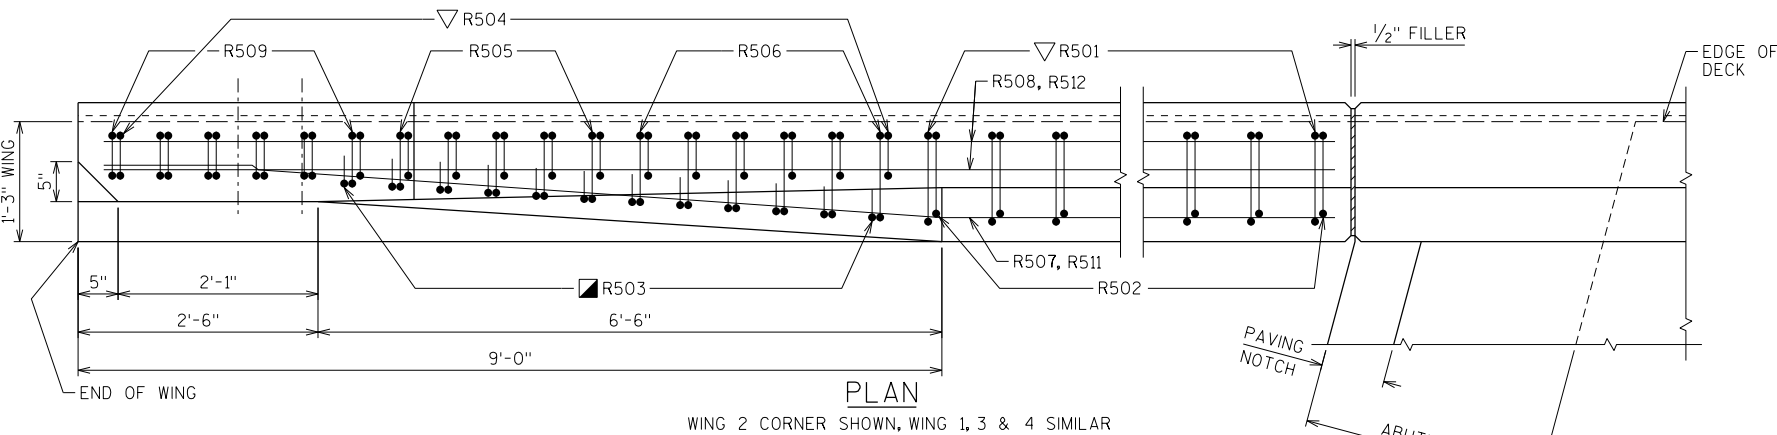 R504
R509
R505
R506
R501
1/2" FILLER
EDGE OF
DECK
R508, R512
1'-3" WING
5"
R507, R511
5"
2'-1"
R503
R502
2'-6"
6'-6"
9'-0"
PAVING
NOTCH
END OF WING
PLAN
WING 2 CORNER SHOWN, WING 1, 3 & 4 SIMILAR